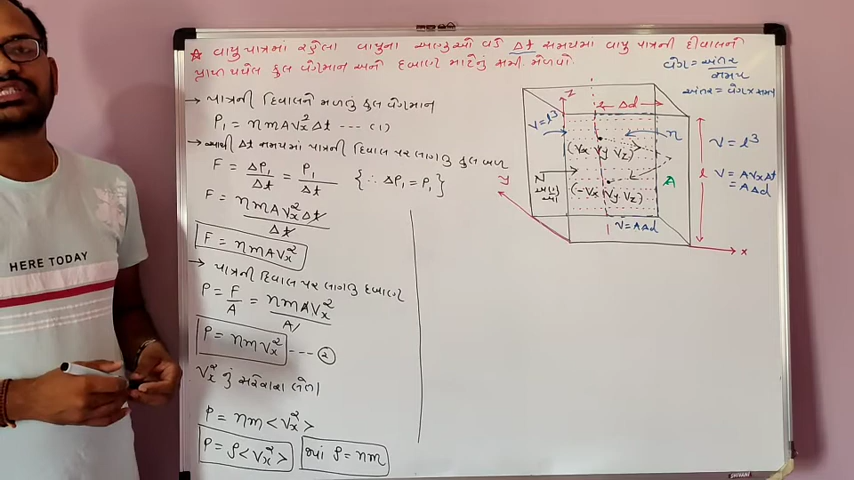 ★ વાયુ પાત્રમાં રહેલા વાયુના અણુઓ વડે Δt સમયમાં વાયુ પાત્રની દીવાલને
પ્રાપ્ત થયેલ કુલ વેગમાન અને દબાણ માટેનું સમી. મેળવો.
→ પાત્રની દિવાલને મળતું કુલ વેગમાન
P₁ = nmAVx²Δt --- (1)
→ આથી Δt સમયમાં પાત્રની દિવાલ પર લાગતું કુલ બળ
F = ΔP₁/Δt = P₁/Δt {∴ ΔP₁ = P₁}
F = nmAVx²Δt/Δt
F = nmAVx²
→ પાત્રની દિવાલ પર લાગતું દબાણ
P = F/A = nmAVx²/A
P = nmVx² --- ②
Vx² નું સરેરાશ લેતા
P = nm<Vx²>
P = ρ<Vx²> અહીં ρ = nm
વેગ = અંતર/સમય
અંતર = વેગ × સમય
V = l³
l V = AVxΔt
= AΔd
Z
Δd
V = l³
n
(Vx Vy Vz)
Y
N
A
(-Vx, Vy Vz)
V = AΔd
X
HERE TODAY